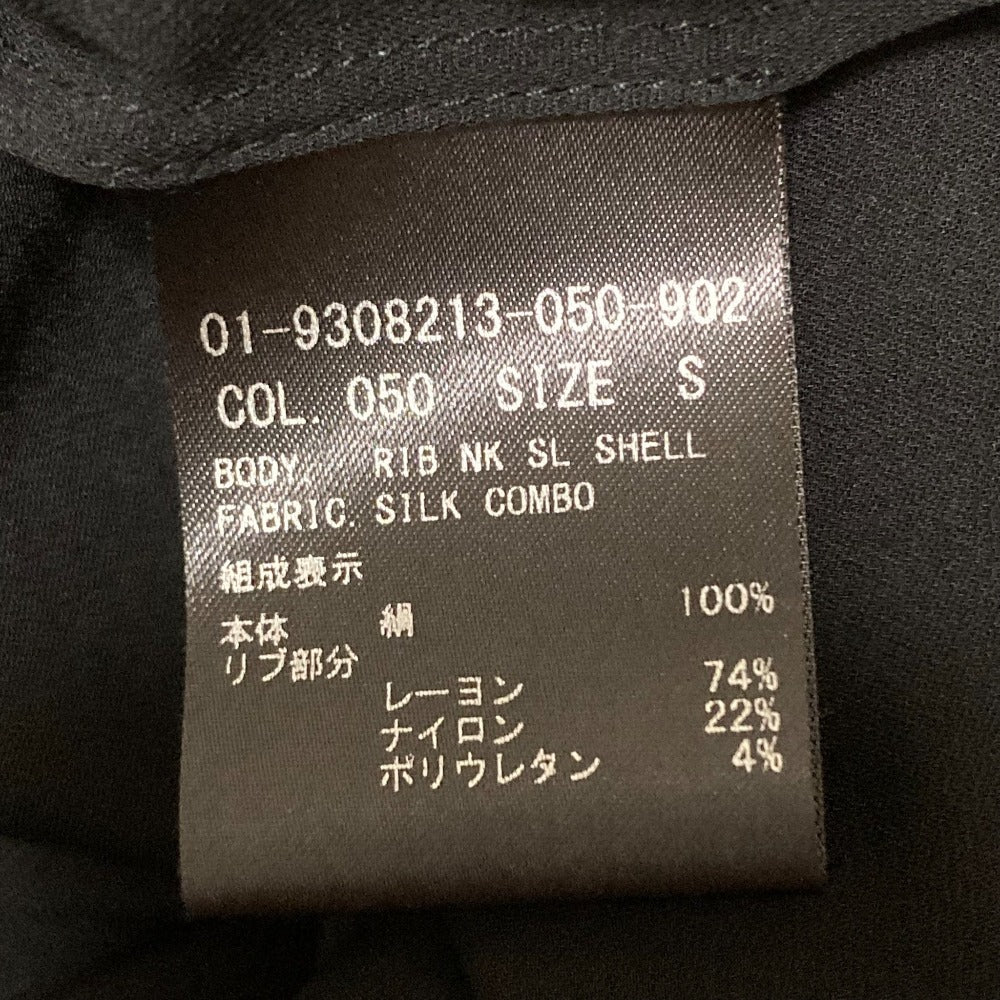 01-9308213-050-902
COL. 050 SIZE S
BODY. RIB NK SL SHELL
FABRIC. SILK COMBO
組成表示
本体 絹 100%
リブ部分
レーヨン 74%
ナイロン 22%
ポリウレタン 4%